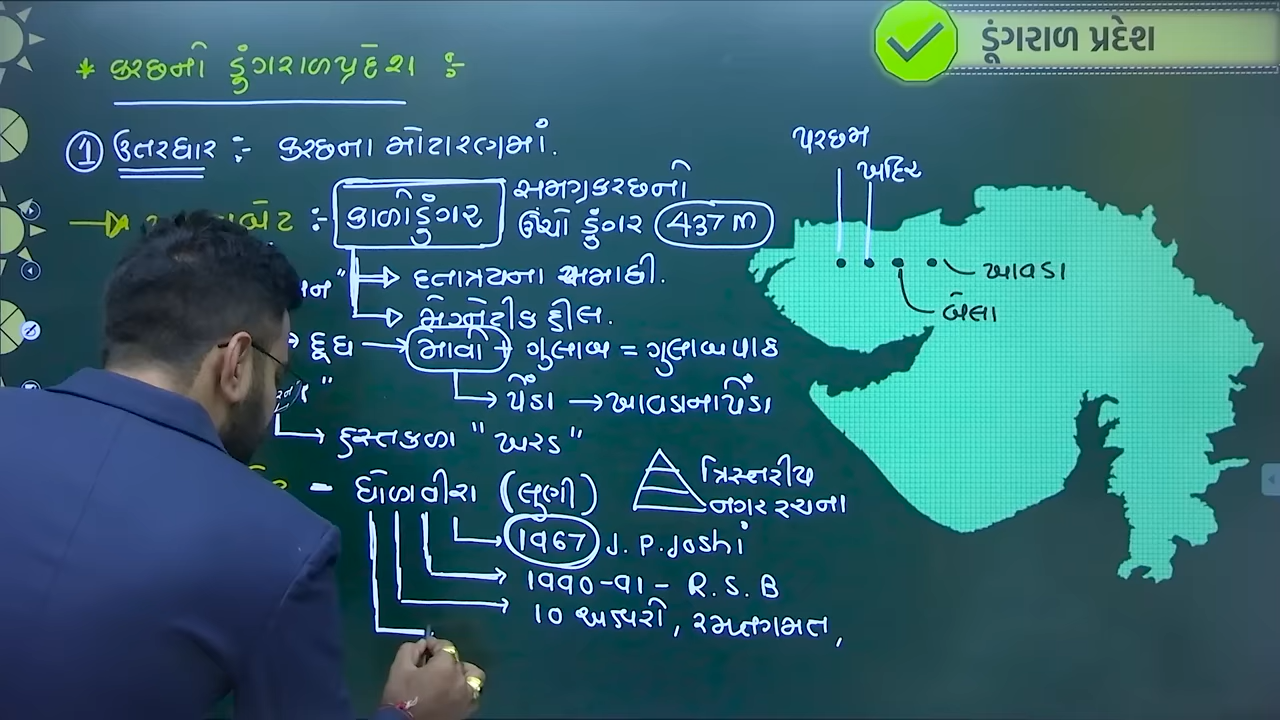 ડૂંગરાળ પ્રદેશ
* કચ્છનો ડૂંગરાળપ્રદેશ :-
① ઉતરધાર :- કચ્છના મોટારણમાં.
કાળોડુંગર
સમગ્રકચ્છનો
ઉંચો ડુંગર 437 m
દતાત્રયના સમાધી.
મેગ્નેટીક હીલ.
દૂધ → માવો + ગુલાબ = ગુલાબપાક
પેંડા → ખાવડાનાપેંડા
હસ્તકળા " ખરડ "
- ધોળાવીરા (લુણી)
ત્રિસ્તરીય
નગર રચના
1967 J. P. Joshi
1990-91 - R. S. B
10 અક્ષરો, રમતગમત,
પચ્છમ
ખદિર
ખાવડા
બેલા